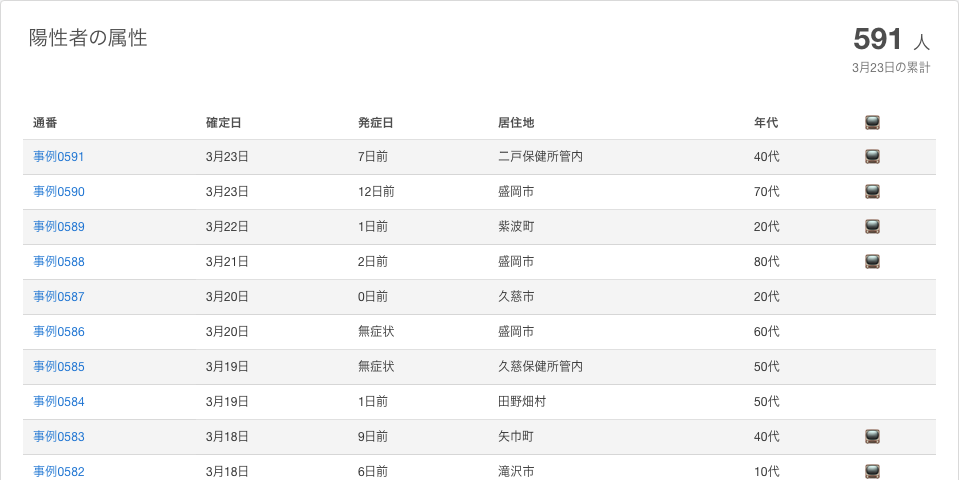 陽性者の属性
591 人
3月23日の累計
通番 確定日 発症日 居住地 年代
事例0591 3月23日 7日前 二戸保健所管内 40代
事例0590 3月23日 12日前 盛岡市 70代
事例0589 3月22日 1日前 紫波町 20代
事例0588 3月21日 2日前 盛岡市 80代
事例0587 3月20日 0日前 久慈市 20代
事例0586 3月20日 無症状 盛岡市 60代
事例0585 3月19日 無症状 久慈保健所管内 50代
事例0584 3月19日 1日前 田野畑村 50代
事例0583 3月18日 9日前 矢巾町 40代
事例0582 3月18日 6日前 滝沢市 10代